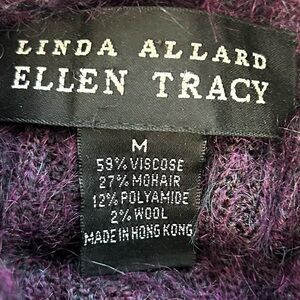 LINDA ALLARD
ELLEN TRACY
M
59% VISCOSE
27% MOHAIR
12% POLYAMIDE
2% WOOL
MADE IN HONG KONG